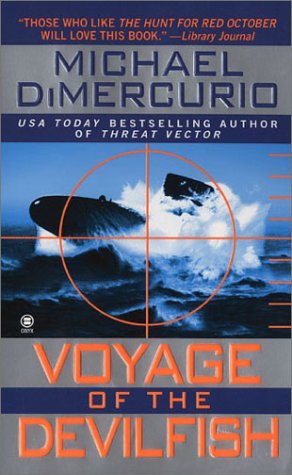 “THOSE WHO LIKE THE HUNT FOR RED OCTOBER
WILL LOVE THIS BOOK.”—Library Journal
MICHAEL
DiMERCURIO
USA TODAY BESTSELLING AUTHOR
OF THREAT VECTOR
ONYX
VOYAGE
OF THE
DEVILFISH